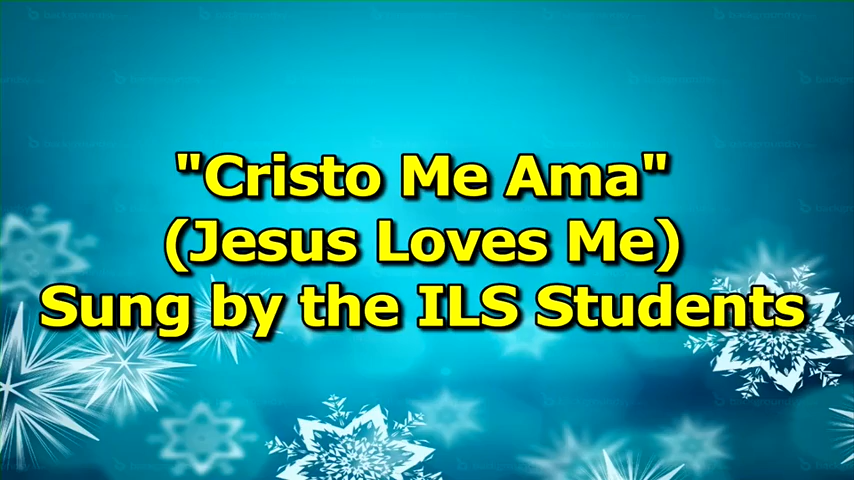 "Cristo Me Ama"
(Jesus Loves Me)
Sung by the ILS Students